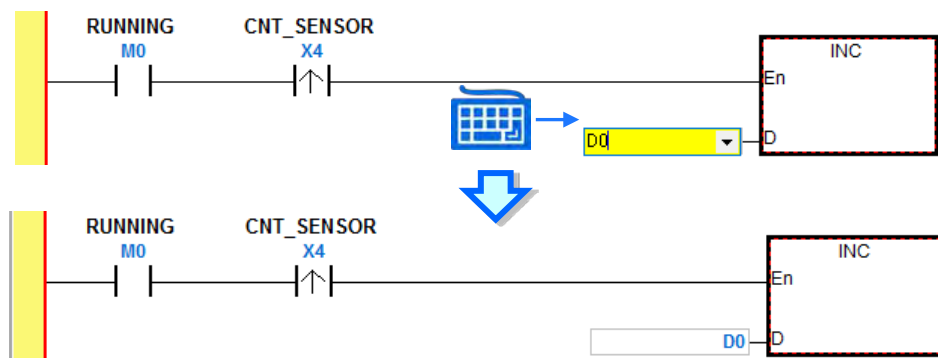 RUNNING CNT_SENSOR
M0 X4 INC
En
D0 D
RUNNING CNT_SENSOR
M0 X4 INC
En
D0 D